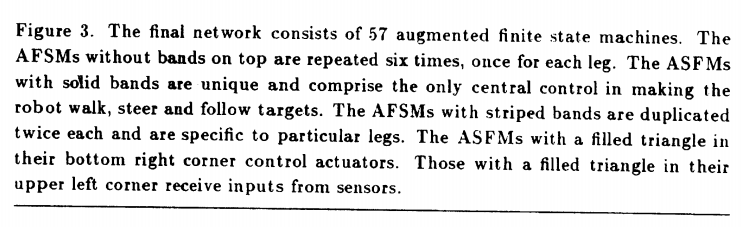 Figure 3. The final network consists of 57 augmented finite state machines. The
AFSMs without bands on top are repeated six times, once for each leg. The ASFMs
with solid bands are unique and comprise the only central control in making the
robot walk, steer and follow targets. The AFSMs with striped bands are duplicated
twice each and are specific to particular legs. The ASFMs with a filled triangle in
their bottom right corner control actuators. Those with a filled triangle in their
upper left corner receive inputs from sensors.